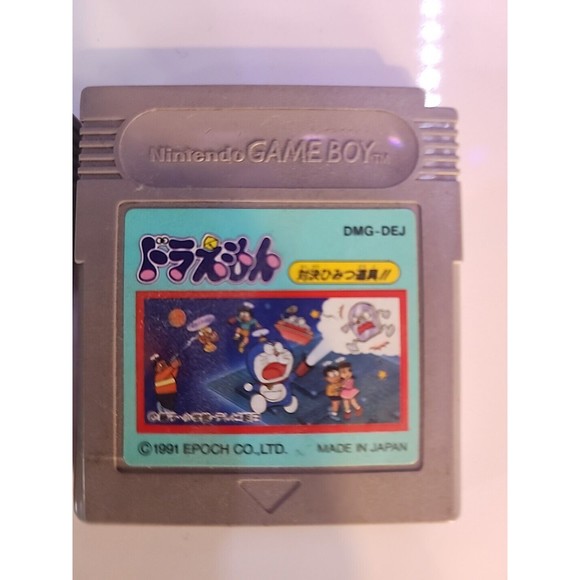 Nintendo GAME BOY TM
DMG-DEJ
ドラえもん
対決ひみつ道具!!
©1991 EPOCH CO.,LTD.
MADE IN JAPAN